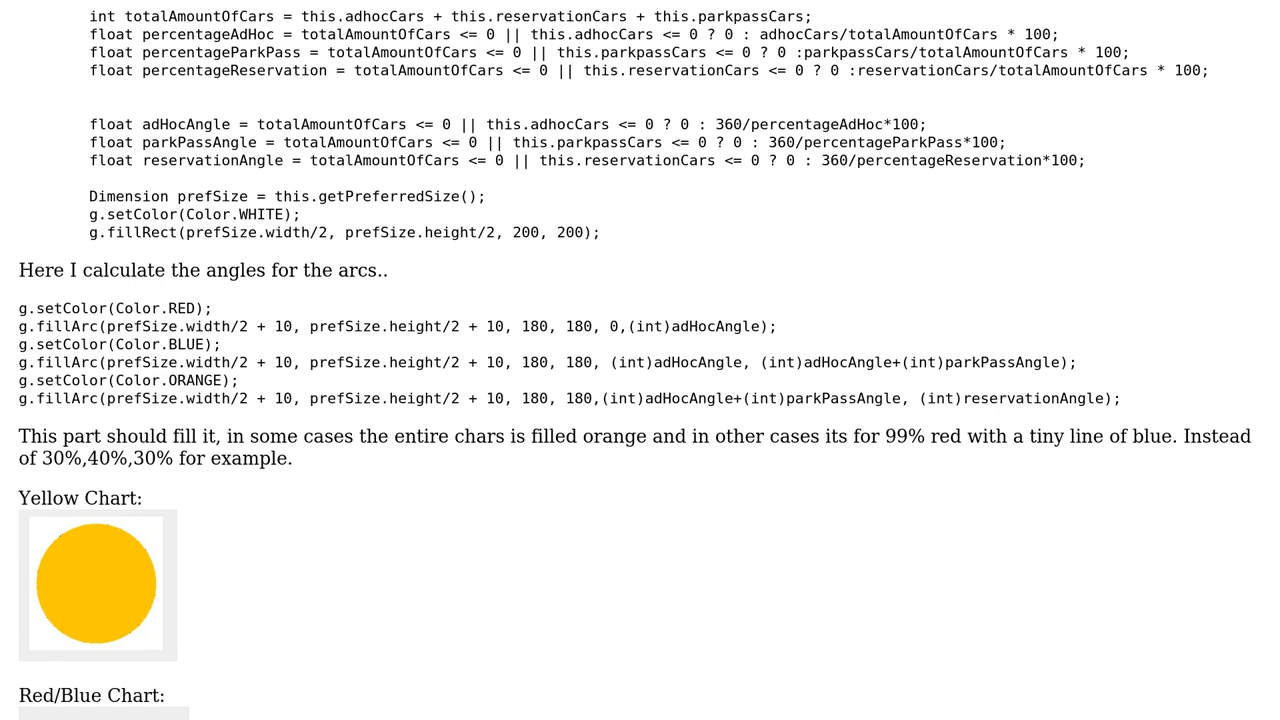 int totalAmountOfCars = this.adhocCars + this.reservationCars + this.parkpassCars;
float percentageAdHoc = totalAmountOfCars <= 0 || this.adhocCars <= 0 ? 0 : adhocCars/totalAmountOfCars * 100;
float percentageParkPass = totalAmountOfCars <= 0 || this.parkpassCars <= 0 ? 0 :parkpassCars/totalAmountOfCars * 100;
float percentageReservation = totalAmountOfCars <= 0 || this.reservationCars <= 0 ? 0 :reservationCars/totalAmountOfCars * 100;
float adHocAngle = totalAmountOfCars <= 0 || this.adhocCars <= 0 ? 0 : 360/percentageAdHoc*100;
float parkPassAngle = totalAmountOfCars <= 0 || this.parkpassCars <= 0 ? 0 : 360/percentageParkPass*100;
float reservationAngle = totalAmountOfCars <= 0 || this.reservationCars <= 0 ? 0 : 360/percentageReservation*100;
Dimension prefSize = this.getPreferredSize();
g.setColor(Color.WHITE);
g.fillRect(prefSize.width/2, prefSize.height/2, 200, 200);
Here I calculate the angles for the arcs..
g.setColor(Color.RED);
g.fillArc(prefSize.width/2 + 10, prefSize.height/2 + 10, 180, 180, 0,(int)adHocAngle);
g.setColor(Color.BLUE);
g.fillArc(prefSize.width/2 + 10, prefSize.height/2 + 10, 180, 180, (int)adHocAngle, (int)adHocAngle+(int)parkPassAngle);
g.setColor(Color.ORANGE);
g.fillArc(prefSize.width/2 + 10, prefSize.height/2 + 10, 180, 180,(int)adHocAngle+(int)parkPassAngle, (int)reservationAngle);
This part should fill it, in some cases the entire chars is filled orange and in other cases its for 99% red with a tiny line of blue. Instead
of 30%,40%,30% for example.
Yellow Chart:
Red/Blue Chart: